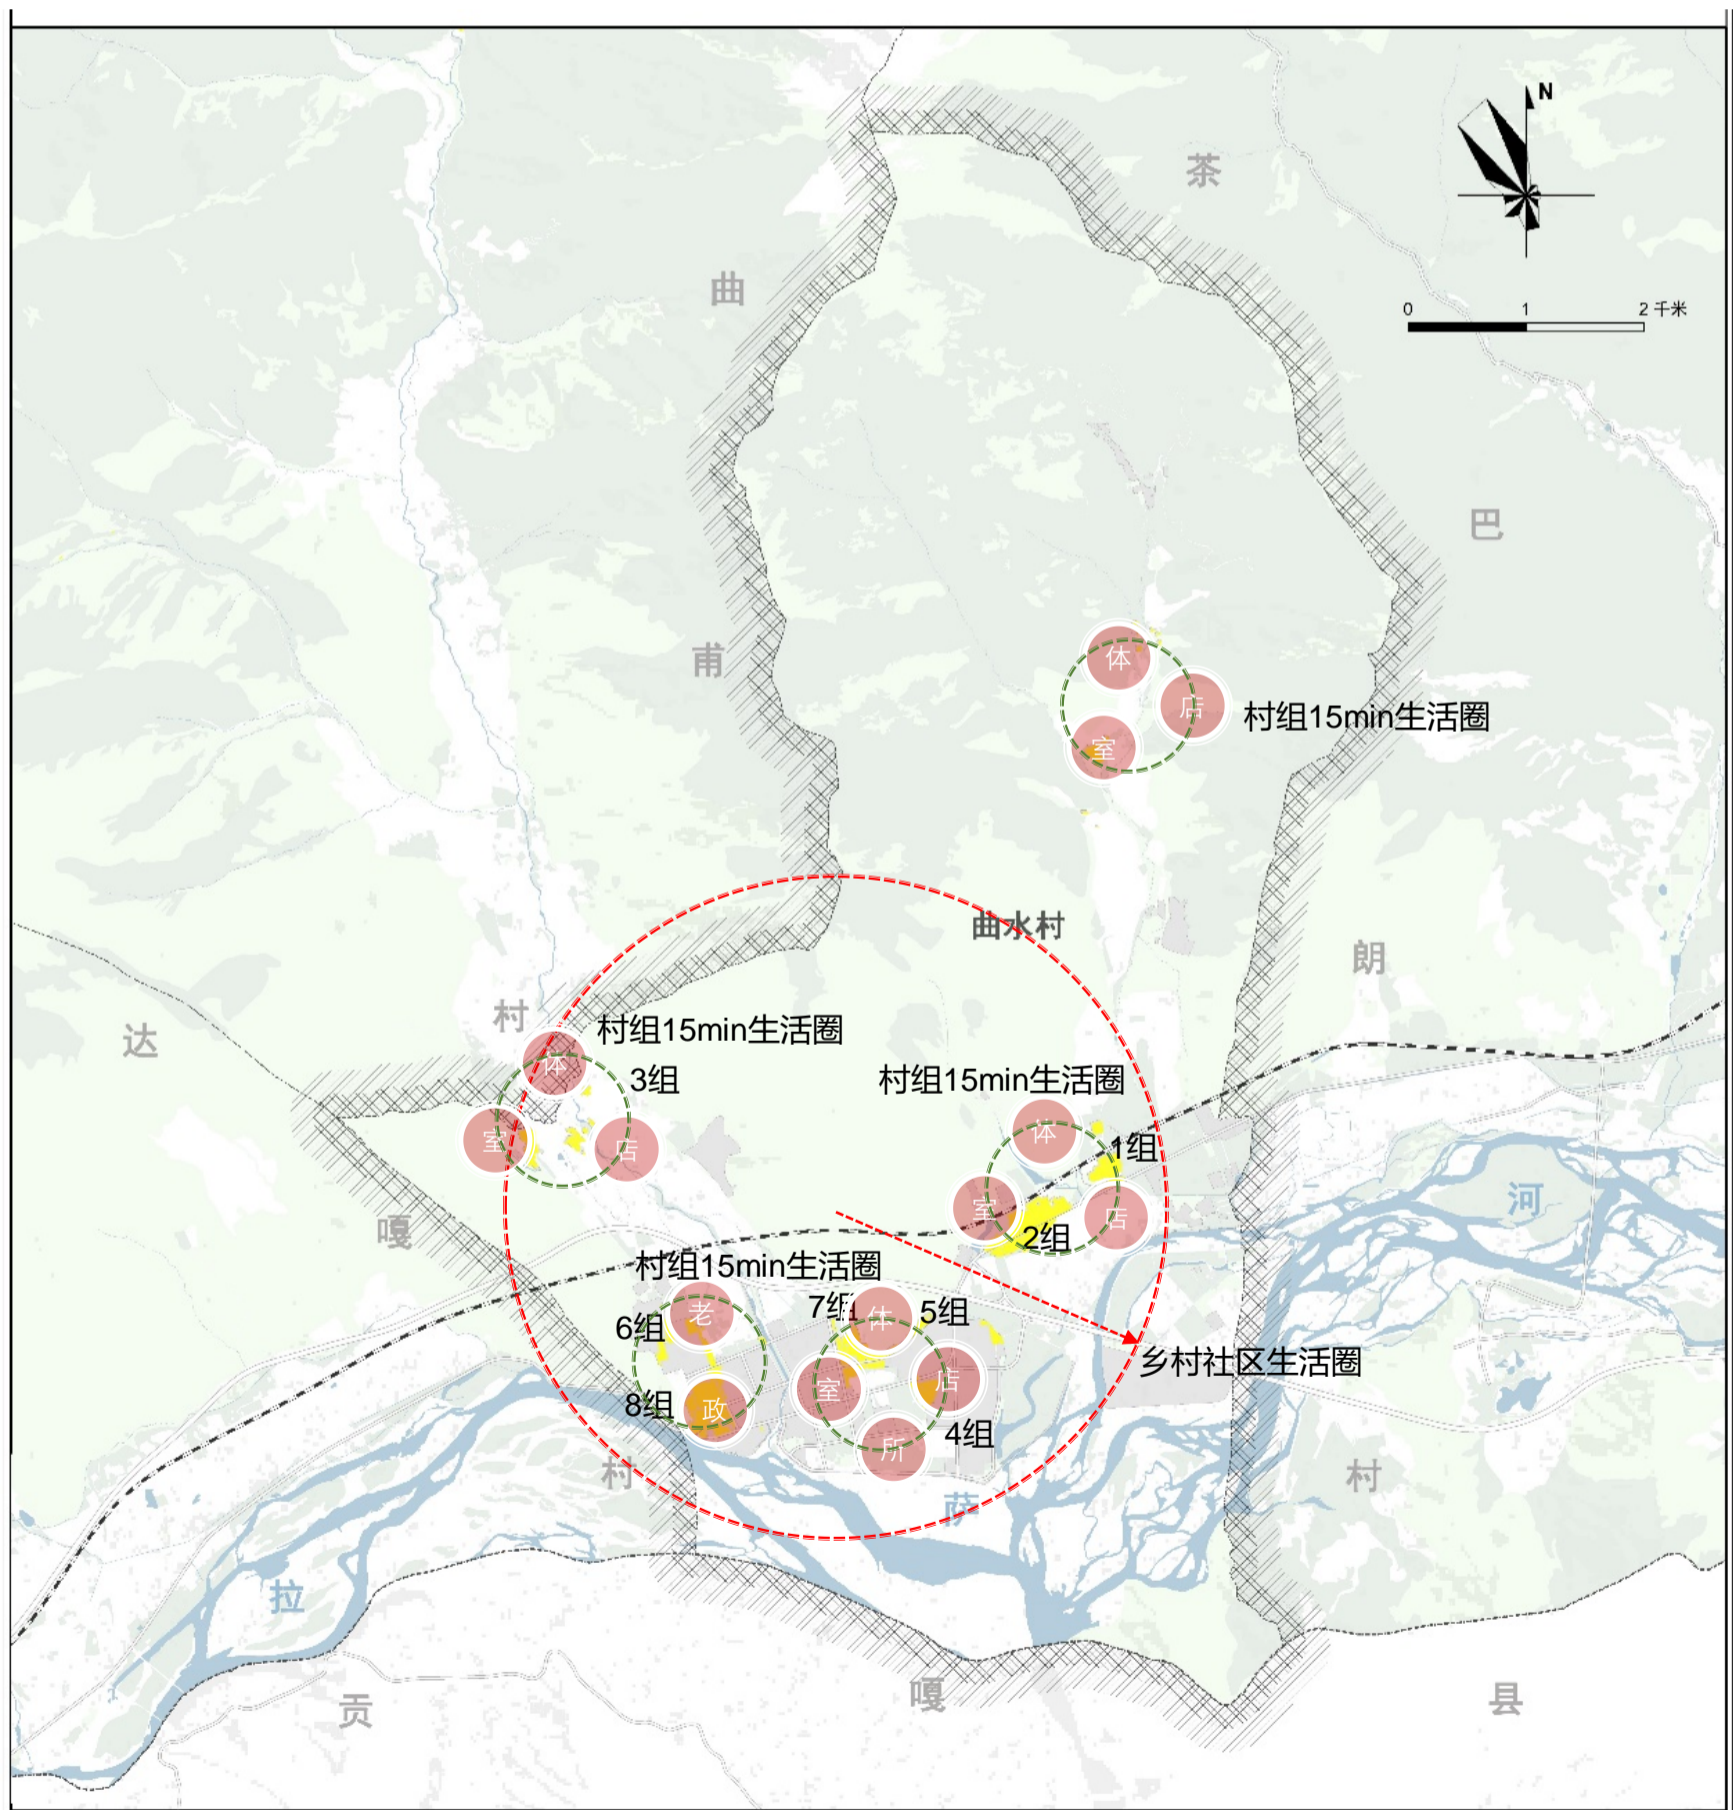 N
茶
曲
0 1 2 千米
巴
甫
体
店
村组15min生活圈
室
曲水村
朗
村
达
村组15min生活圈
体
3组
村组15min生活圈
体
室
店
1组
室
店
2组
河
嘎
村组15min生活圈
老
7组
体
5组
6组
乡村社区生活圈
室
店
8组
政
4组
所
村
村
萨
拉
贡
嘎
县